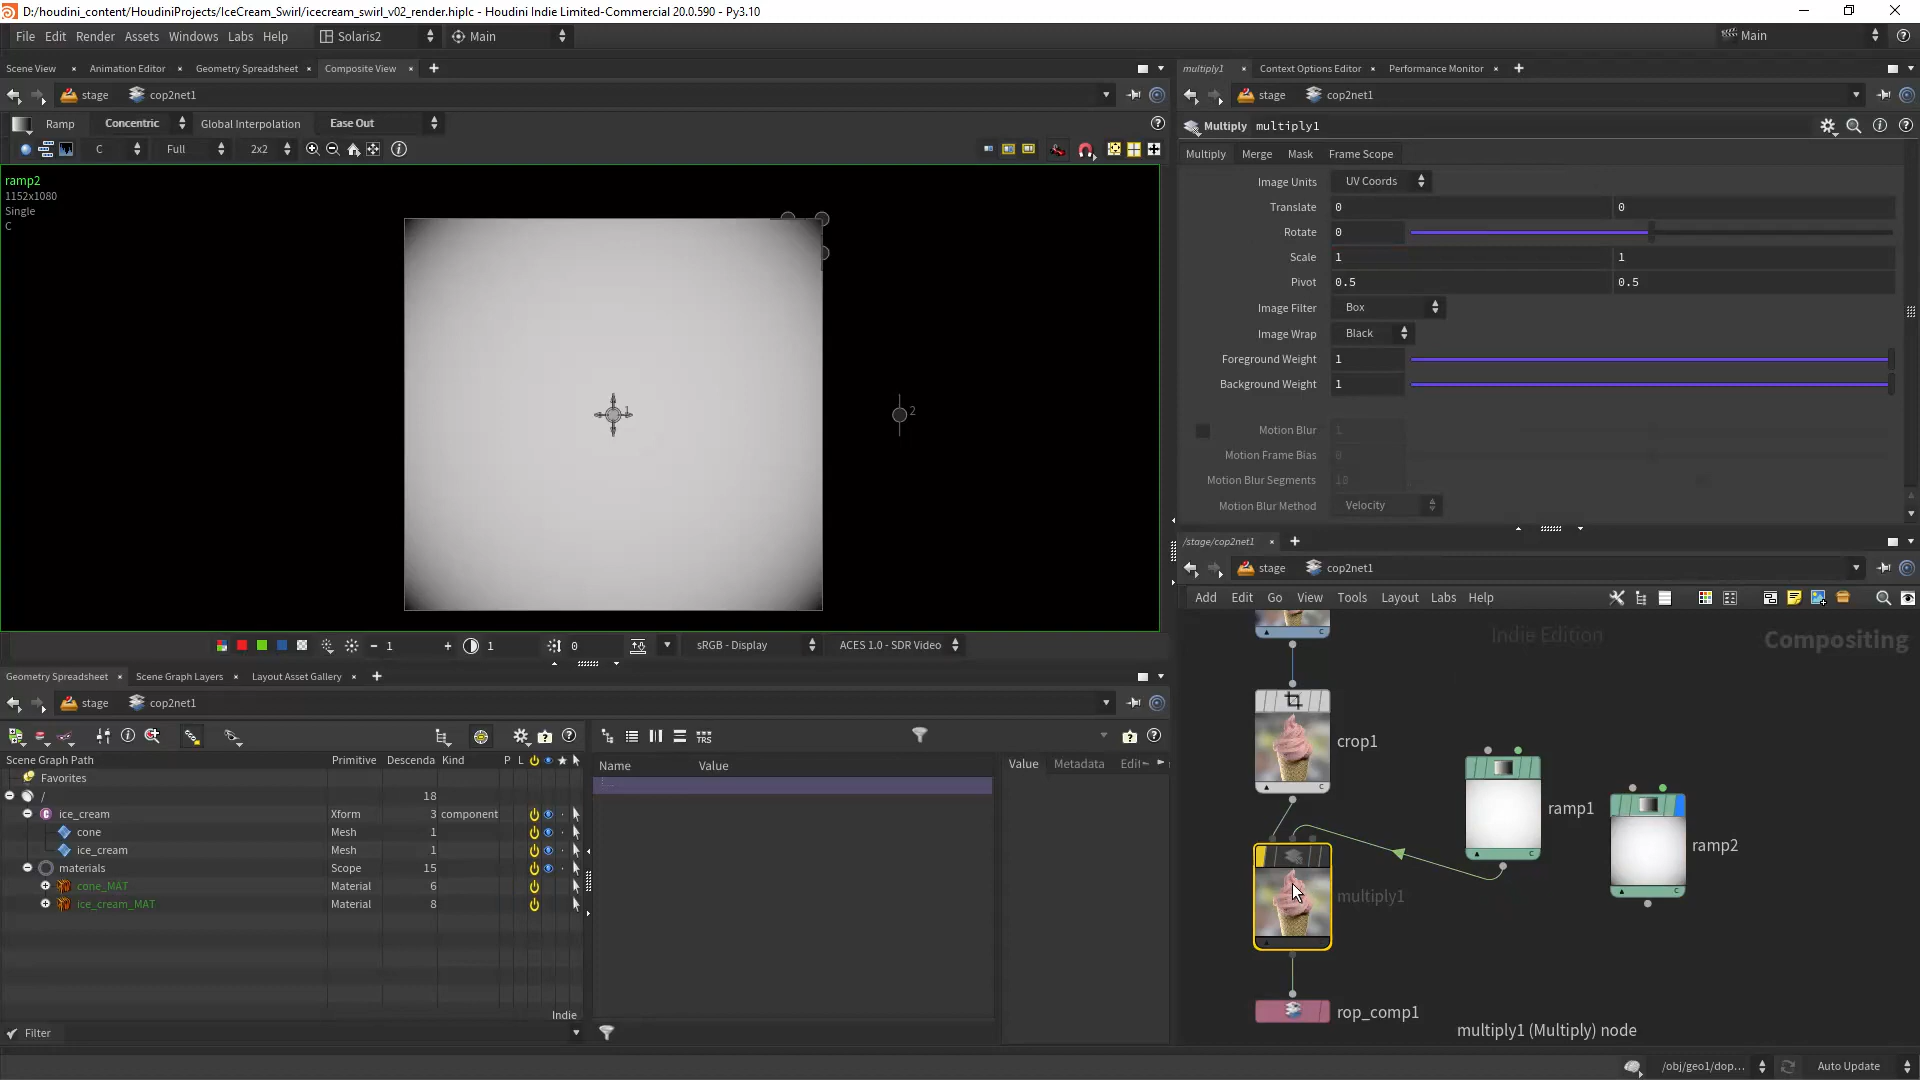 D:/houdini_content/HoudiniProjects/IceCream_Swirl/icecream_swirl_v02_render.hiplc - Houdini Indie Limited-Commercial 20.0.590 - Py3.10
File Edit Render Assets Windows Labs Help Solaris2 Main Main
Scene View Animation Editor Geometry Spreadsheet Composite View
stage cop2net1
Ramp Concentric Global Interpolation Ease Out
C Full 2x2
ramp2
1152x1080
Single
C
1
2
1 1 0 sRGB - Display ACES 1.0 - SDR Video
multiply1 Context Options Editor Performance Monitor
stage cop2net1
Multiply multiply1
Multiply Merge Mask Frame Scope
Image Units UV Coords
Translate 0 0
Rotate 0
Scale 1 1
Pivot 0.5 0.5
Image Filter Box
Image Wrap Black
Foreground Weight 1
Background Weight 1
Motion Blur 1
Motion Frame Bias 0
Motion Blur Segments 10
Motion Blur Method Velocity
Geometry Spreadsheet Scene Graph Layers Layout Asset Gallery
stage cop2net1
Scene Graph Path Primitive Descenda Kind P L
Favorites
/ 18
ice_cream Xform 3 component
cone Mesh 1
ice_cream Mesh 1
materials Scope 15
cone_MAT Material 6
ice_cream_MAT Material 8
Indie
Filter
Name Value
Value Metadata Edit
/stage/cop2net1
stage cop2net1
Add Edit Go View Tools Layout Labs Help
Indie Edition Compositing
crop1
ramp1
ramp2
multiply1
rop_comp1
multiply1 (Multiply) node
/obj/geo1/dop... Auto Update